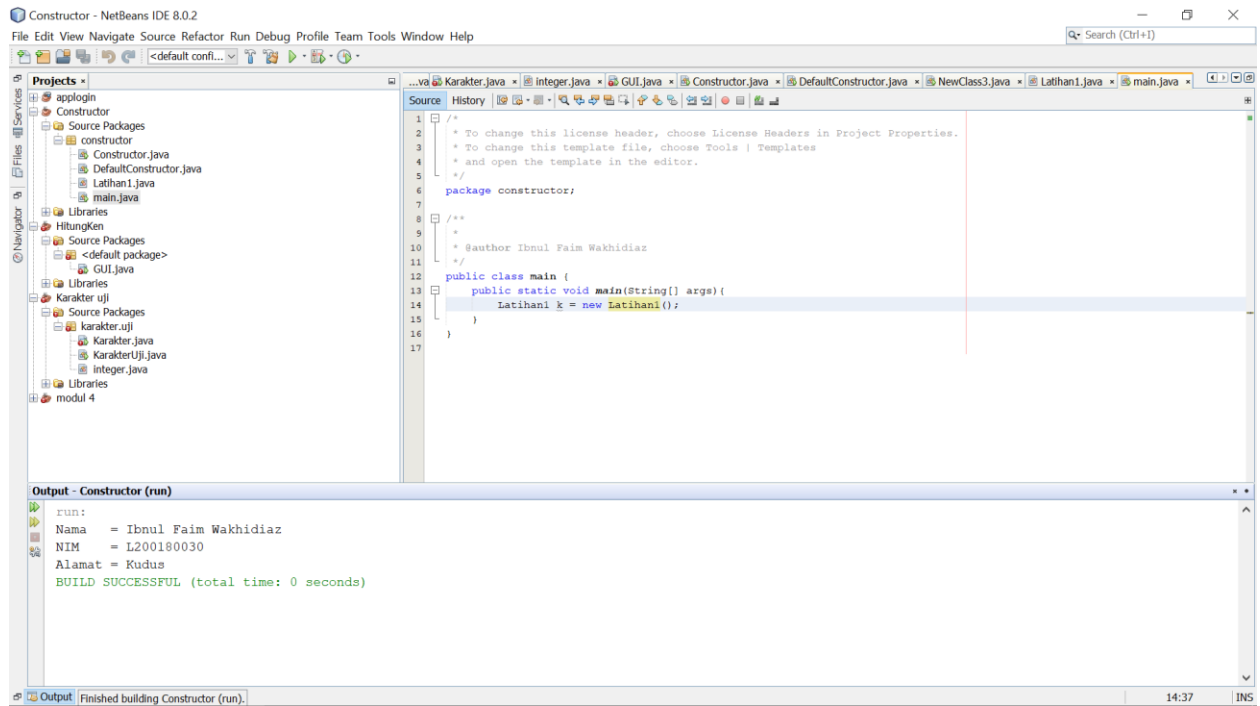 Constructor - NetBeans IDE 8.0.2
File Edit View Navigate Source Refactor Run Debug Profile Team Tools Window Help
Search (Ctrl+I)
<default confi...
Projects ×
...va Karakter.java × integer.java × GUI.java × Constructor.java × DefaultConstructor.java × NewClass3.java × Latihan1.java × main.java ×
Services
Files
Navigator
applogin
Constructor
Source Packages
constructor
Constructor.java
DefaultConstructor.java
Latihan1.java
main.java
Libraries
HitungKen
Source Packages
<default package>
GUI.java
Libraries
Karakter uji
Source Packages
karakter.uji
Karakter.java
KarakterUji.java
integer.java
Libraries
modul 4
Source History
1 /*
2 * To change this license header, choose License Headers in Project Properties.
3 * To change this template file, choose Tools | Templates
4 * and open the template in the editor.
5 */
6 package constructor;
7
8 /**
9 *
10 * @author Ibnul Faim Wakhidiaz
11 */
12 public class main {
13 public static void main(String[] args){
14 Latihan1 k = new Latihan1();
15 }
16 }
17
Output - Constructor (run)
run:
Nama = Ibnul Faim Wakhidiaz
NIM = L200180030
Alamat = Kudus
BUILD SUCCESSFUL (total time: 0 seconds)
Output Finished building Constructor (run).
14:37 INS